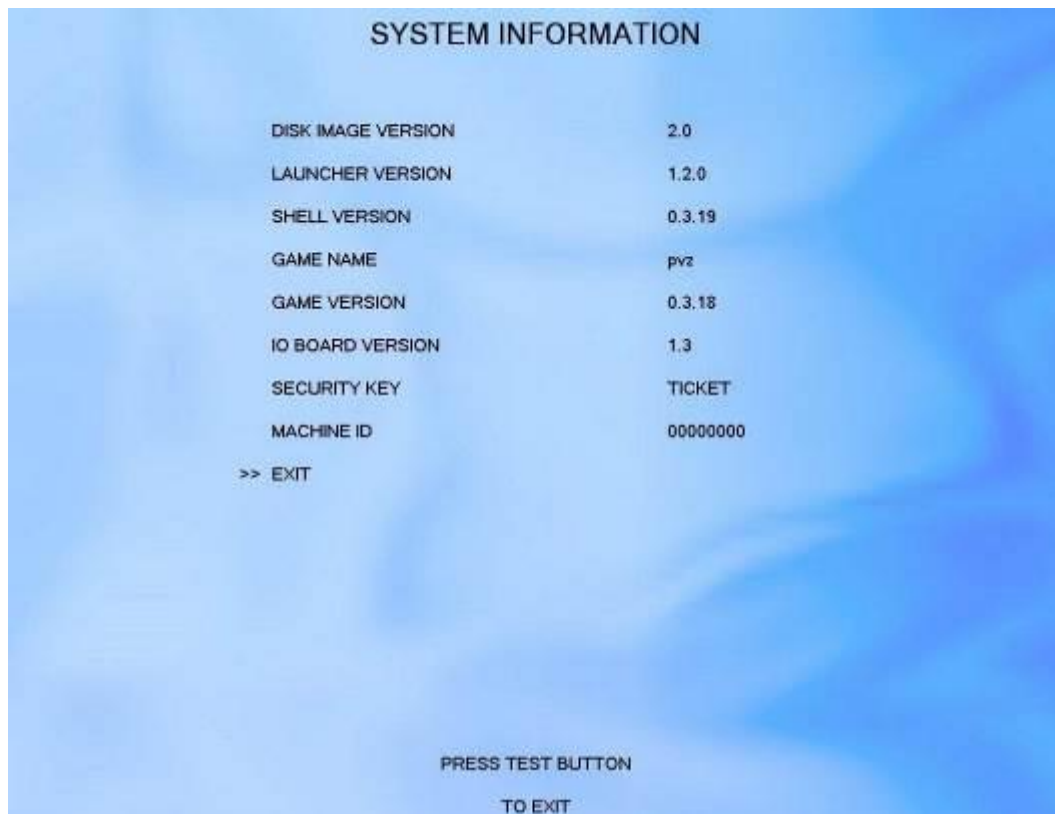 SYSTEM INFORMATION
DISK IMAGE VERSION 2.0
LAUNCHER VERSION 1.2.0
SHELL VERSION 0.3.19
GAME NAME pvz
GAME VERSION 0.3.18
IO BOARD VERSION 1.3
SECURITY KEY TICKET
MACHINE ID 00000000
>> EXIT
PRESS TEST BUTTON
TO EXIT